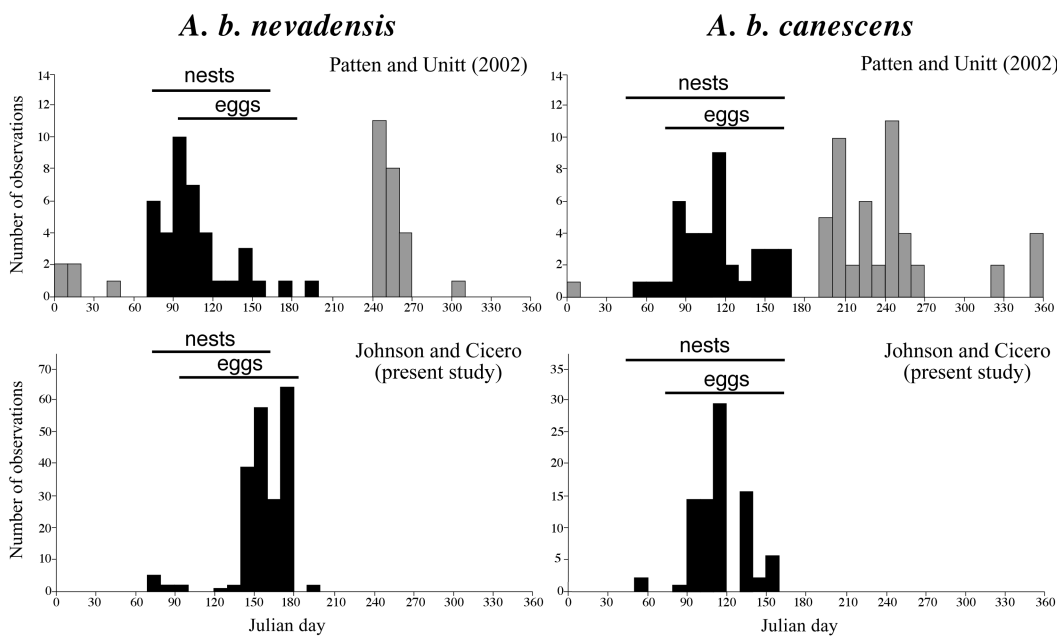 A. b. nevadensis
A. b. canescens
Patten and Unitt (2002)
nests
eggs
Number of observations
14
12
10
8
6
4
2
0
0 30 60 90 120 150 180 210 240 270 300 330 360
Patten and Unitt (2002)
nests
eggs
14
12
10
8
6
4
2
0
0 30 60 90 120 150 180 210 240 270 300 330 360
Johnson and Cicero
(present study)
nests
eggs
Number of observations
70
60
50
40
30
20
10
0
0 30 60 90 120 150 180 210 240 270 300 330 360
Julian day
Johnson and Cicero
(present study)
nests
eggs
35
30
25
20
15
10
5
0
0 30 60 90 120 150 180 210 240 270 300 330 360
Julian day